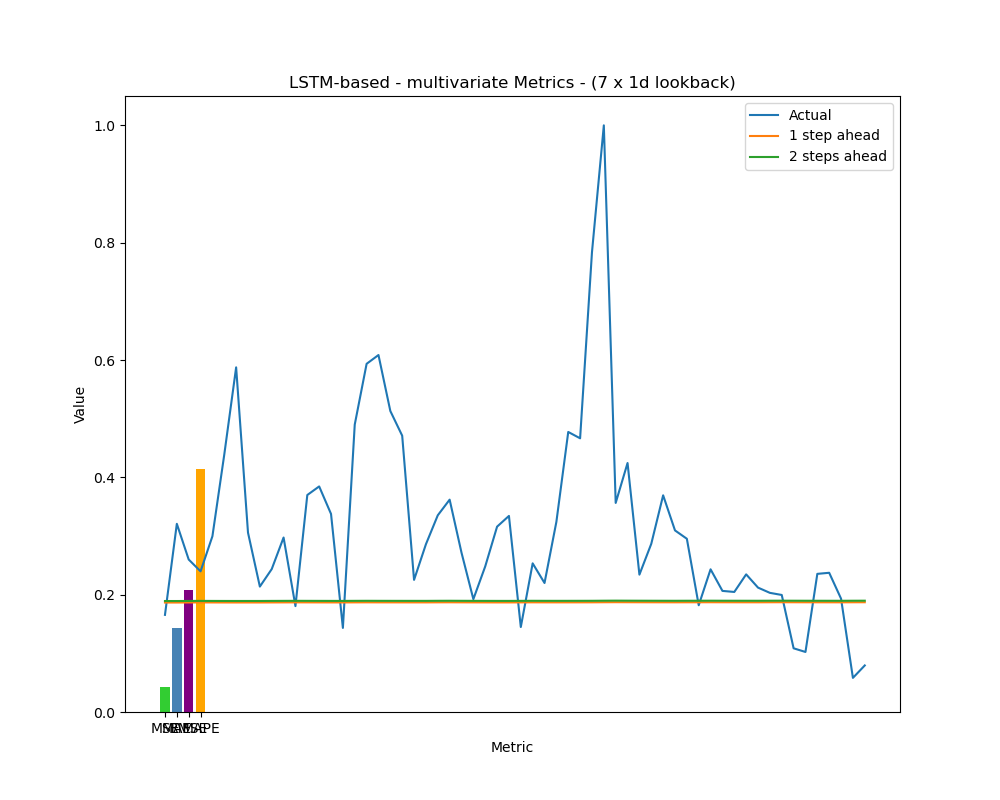 LSTM-based - multivariate Metrics - (7 x 1d lookback)
Actual
1 step ahead
2 steps ahead
1.0
0.8
0.6
0.4
0.2
0.0
Value
Metric